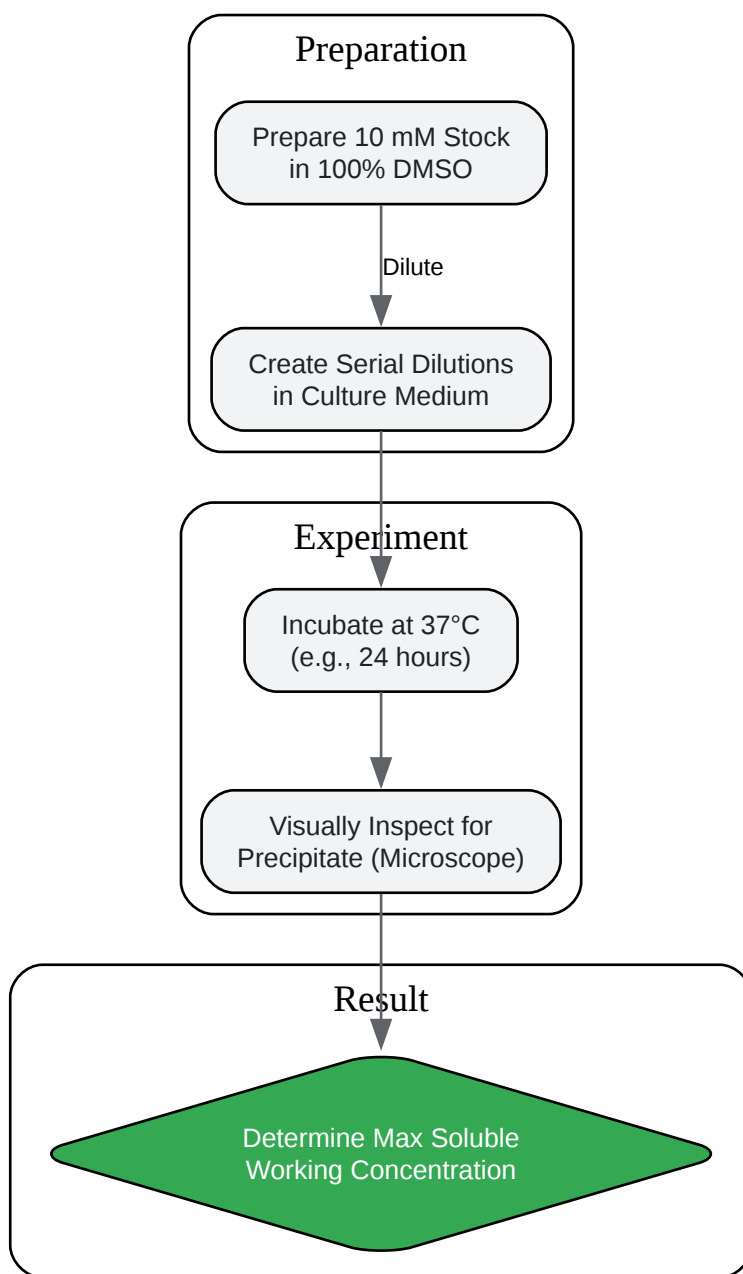 Preparation
Prepare 10 mM Stock
in 100% DMSO
Dilute
Create Serial Dilutions
in Culture Medium
Experiment
Incubate at 37°C
(e.g., 24 hours)
Visually Inspect for
Precipitate (Microscope)
Result
Determine Max Soluble
Working Concentration